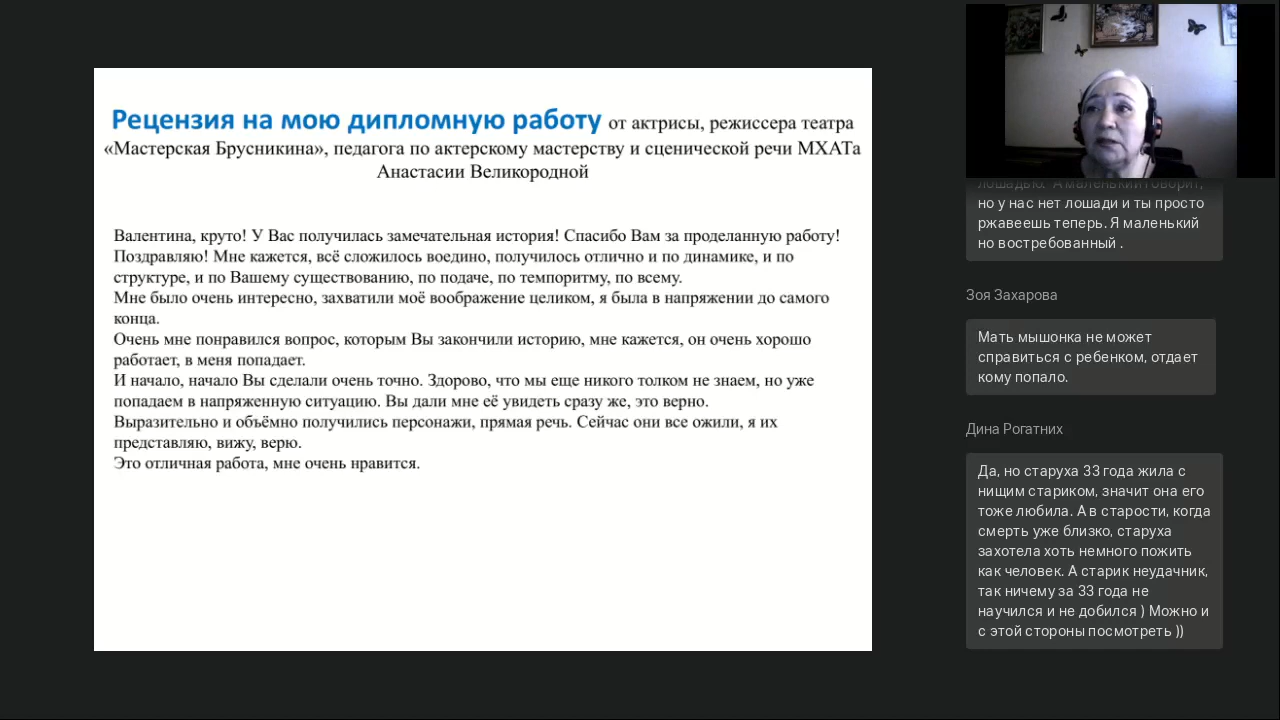 Рецензия на мою дипломную работу от актрисы, режиссера театра
«Мастерская Брусникина», педагога по актерскому мастерству и сценической речи МХАТа
Анастасии Великородной
Валентина, круто! У Вас получилась замечательная история! Спасибо Вам за проделанную работу!
Поздравляю! Мне кажется, всё сложилось воедино, получилось отлично и по динамике, и по
структуре, и по Вашему существованию, по подаче, по темпоритму, по всему.
Мне было очень интересно, захватили моё воображение целиком, я была в напряжении до самого
конца.
Очень мне понравился вопрос, которым Вы закончили историю, мне кажется, он очень хорошо
работает, в меня попадает.
И начало, начало Вы сделали очень точно. Здорово, что мы еще никого толком не знаем, но уже
попадаем в напряженную ситуацию. Вы дали мне её увидеть сразу же, это верно.
Выразительно и объёмно получились персонажи, прямая речь. Сейчас они все ожили, я их
представляю, вижу, верю.
Это отличная работа, мне очень нравится.
лошадью. А маленький говорит,
но у нас нет лошади и ты просто
ржавеешь теперь. Я маленький
но востребованный .
Зоя Захарова
Мать мышонка не может
справиться с ребенком, отдает
кому попало.
Дина Рогатних
Да, но старуха 33 года жила с
нищим стариком, значит она его
тоже любила. А в старости, когда
смерть уже близко, старуха
захотела хоть немного пожить
как человек. А старик неудачник,
так ничему за 33 года не
научился и не добился ) Можно и
с этой стороны посмотреть ))